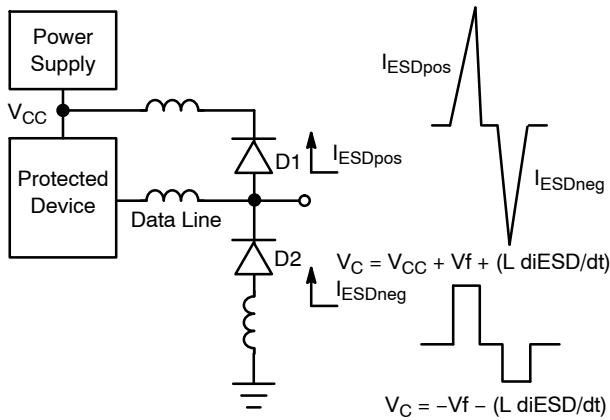 Power
Supply
V_CC
Protected
Device
Data Line
D1
I_ESDpos
D2
I_ESDneg
I_ESDpos
I_ESDneg
V_C = V_CC + Vf + (L diESD/dt)
V_C = −Vf − (L diESD/dt)